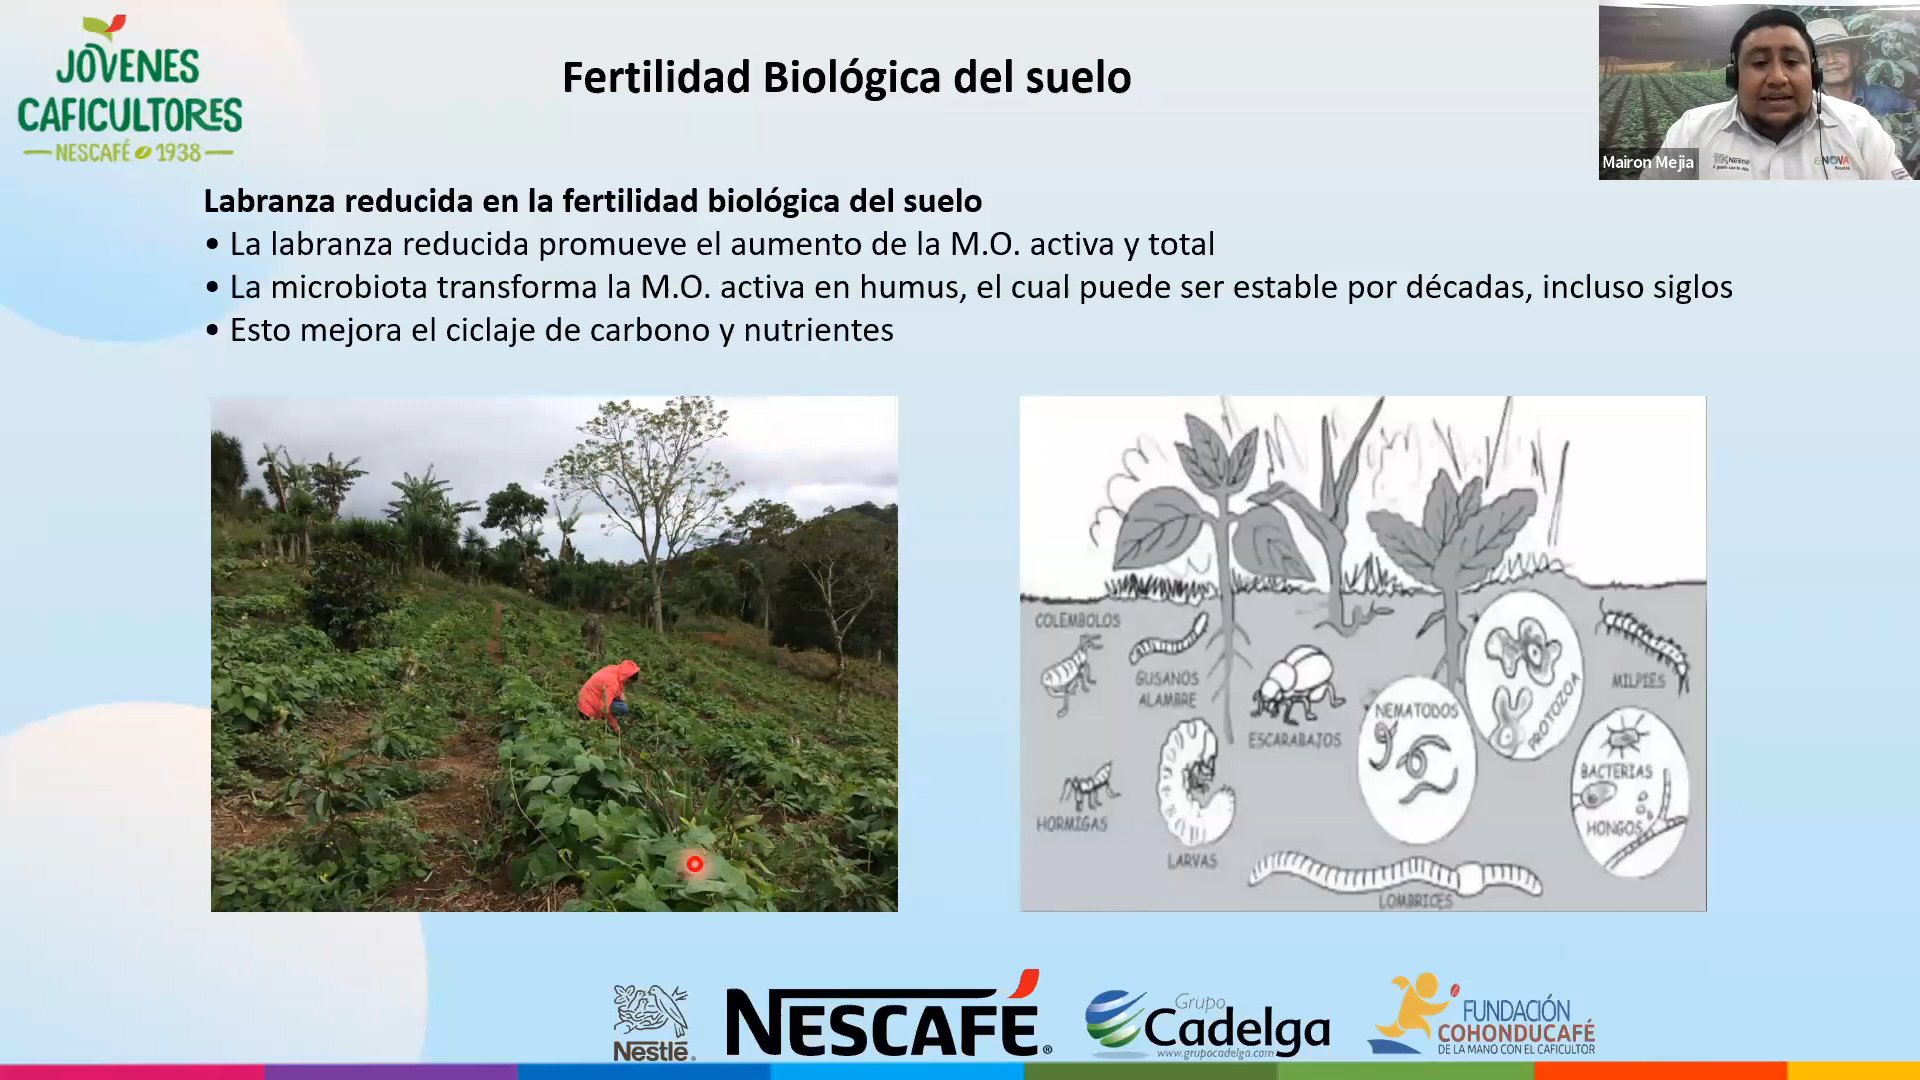 JÓVENES
CAFICULTORES
NESCAFÉ 1938
Fertilidad Biológica del suelo
Mairon Mejia
Nestlé
Labranza reducida en la fertilidad biológica del suelo
• La labranza reducida promueve el aumento de la M.O. activa y total
• La microbiota transforma la M.O. activa en humus, el cual puede ser estable por décadas, incluso siglos
• Esto mejora el ciclaje de carbono y nutrientes
COLEMBOLOS
GUSANOS
ALAMBRE
ESCARABAJOS
NEMATODOS
PROTOZOA
MILPIES
BACTERIAS
HONGOS
HORMIGAS
LARVAS
LOMBRICES
Nestlé.
NESCAFÉ®
Grupo
Cadelga
www.grupocadelga.com
FUNDACIÓN
COHONDUCAFÉ
DE LA MANO CON EL CAFICULTOR